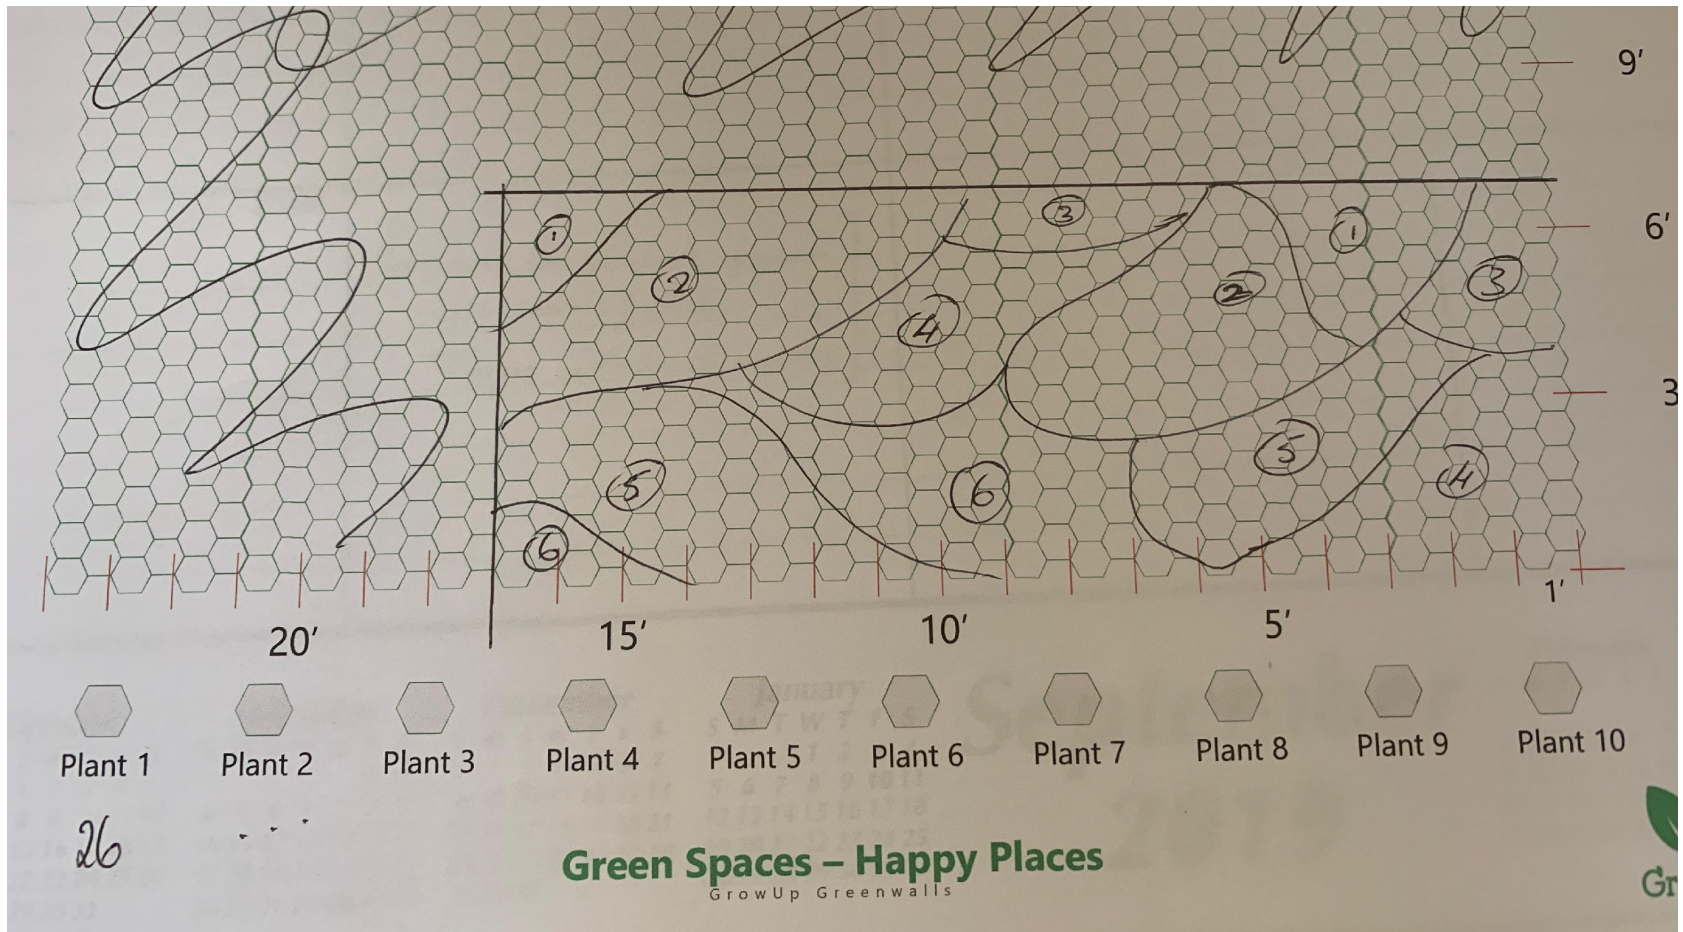 9'
① ③ ① 6'
② ② ③
④
3
⑤ ⑥ ⑤ ④
⑥
20' 15' 10' 5' 1'
Plant 1 Plant 2 Plant 3 Plant 4 Plant 5 Plant 6 Plant 7 Plant 8 Plant 9 Plant 10
26 ...
Green Spaces – Happy Places
GrowUp Greenwalls
Gr